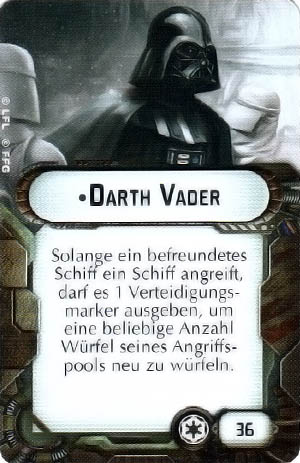 © LFL © FFG
•DARTH VADER
Solange ein befreundetes
Schiff ein Schiff angreift,
darf es 1 Verteidigungs-
marker ausgeben, um
eine beliebige Anzahl
Würfel seines Angriffs-
pools neu zu würfeln.
36